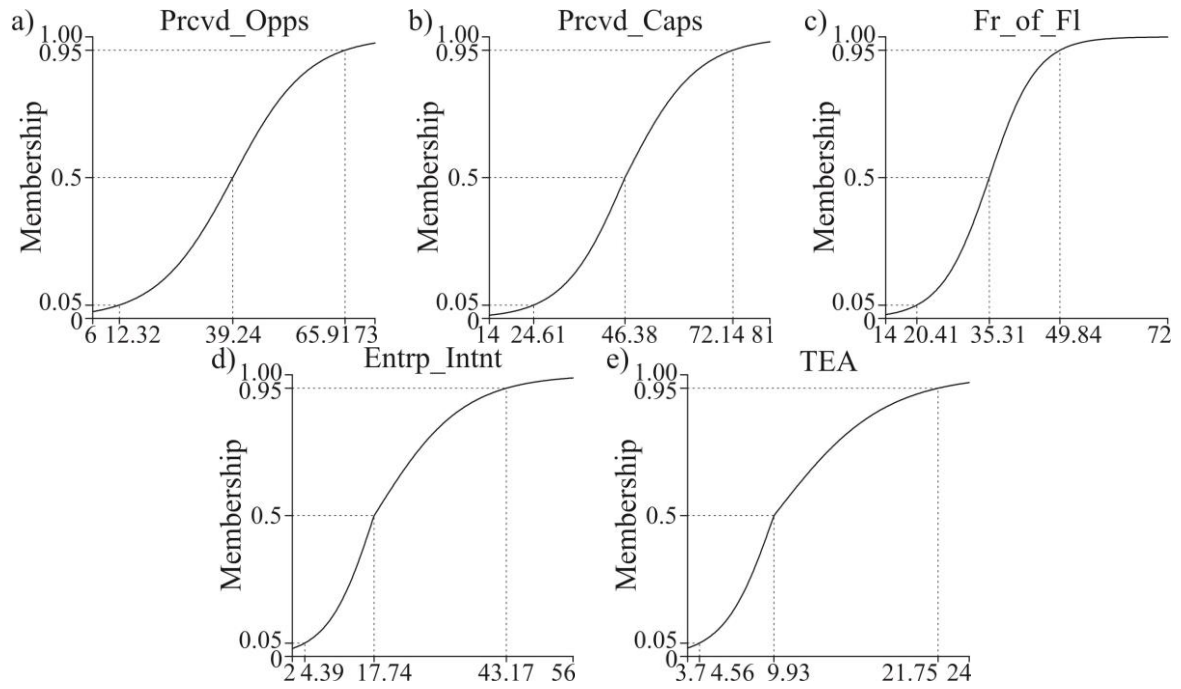 a) Prcvd_Opps
1.00
0.95
0.5
0.05
0
Membership
6 12.32 39.24 65.91 73
b) Prcvd_Caps
1.00
0.95
0.5
0.05
0
Membership
14 24.61 46.38 72.14 81
c) Fr_of_Fl
1.00
0.95
0.5
0.05
0
Membership
14 20.41 35.31 49.84 72
d) Entrp_Intnt
1.00
0.95
0.5
0.05
0
Membership
2 4.39 17.74 43.17 56
e) TEA
1.00
0.95
0.5
0.05
0
Membership
3.7 4.56 9.93 21.75 24